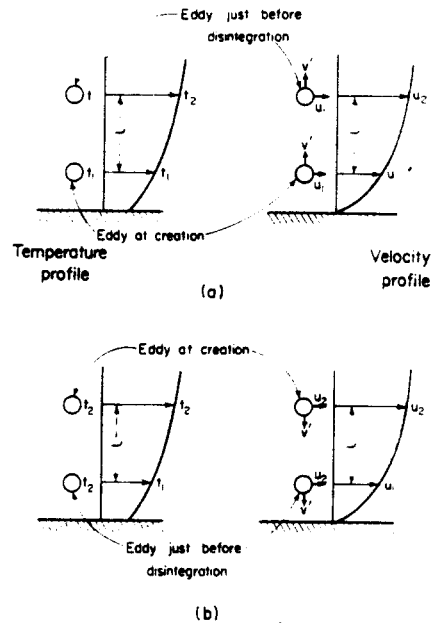 Eddy just before
disintegration
t
t₂
v'
u₁
u₂
t₁
t₁
v'
u₁
u
Eddy at creation
Temperature
profile
Velocity
profile
(a)
Eddy at creation
t₂
t₂
u₂
v'
u₂
t₂
t₁
u₂
v'
u₁
Eddy just before
disintegration
(b)